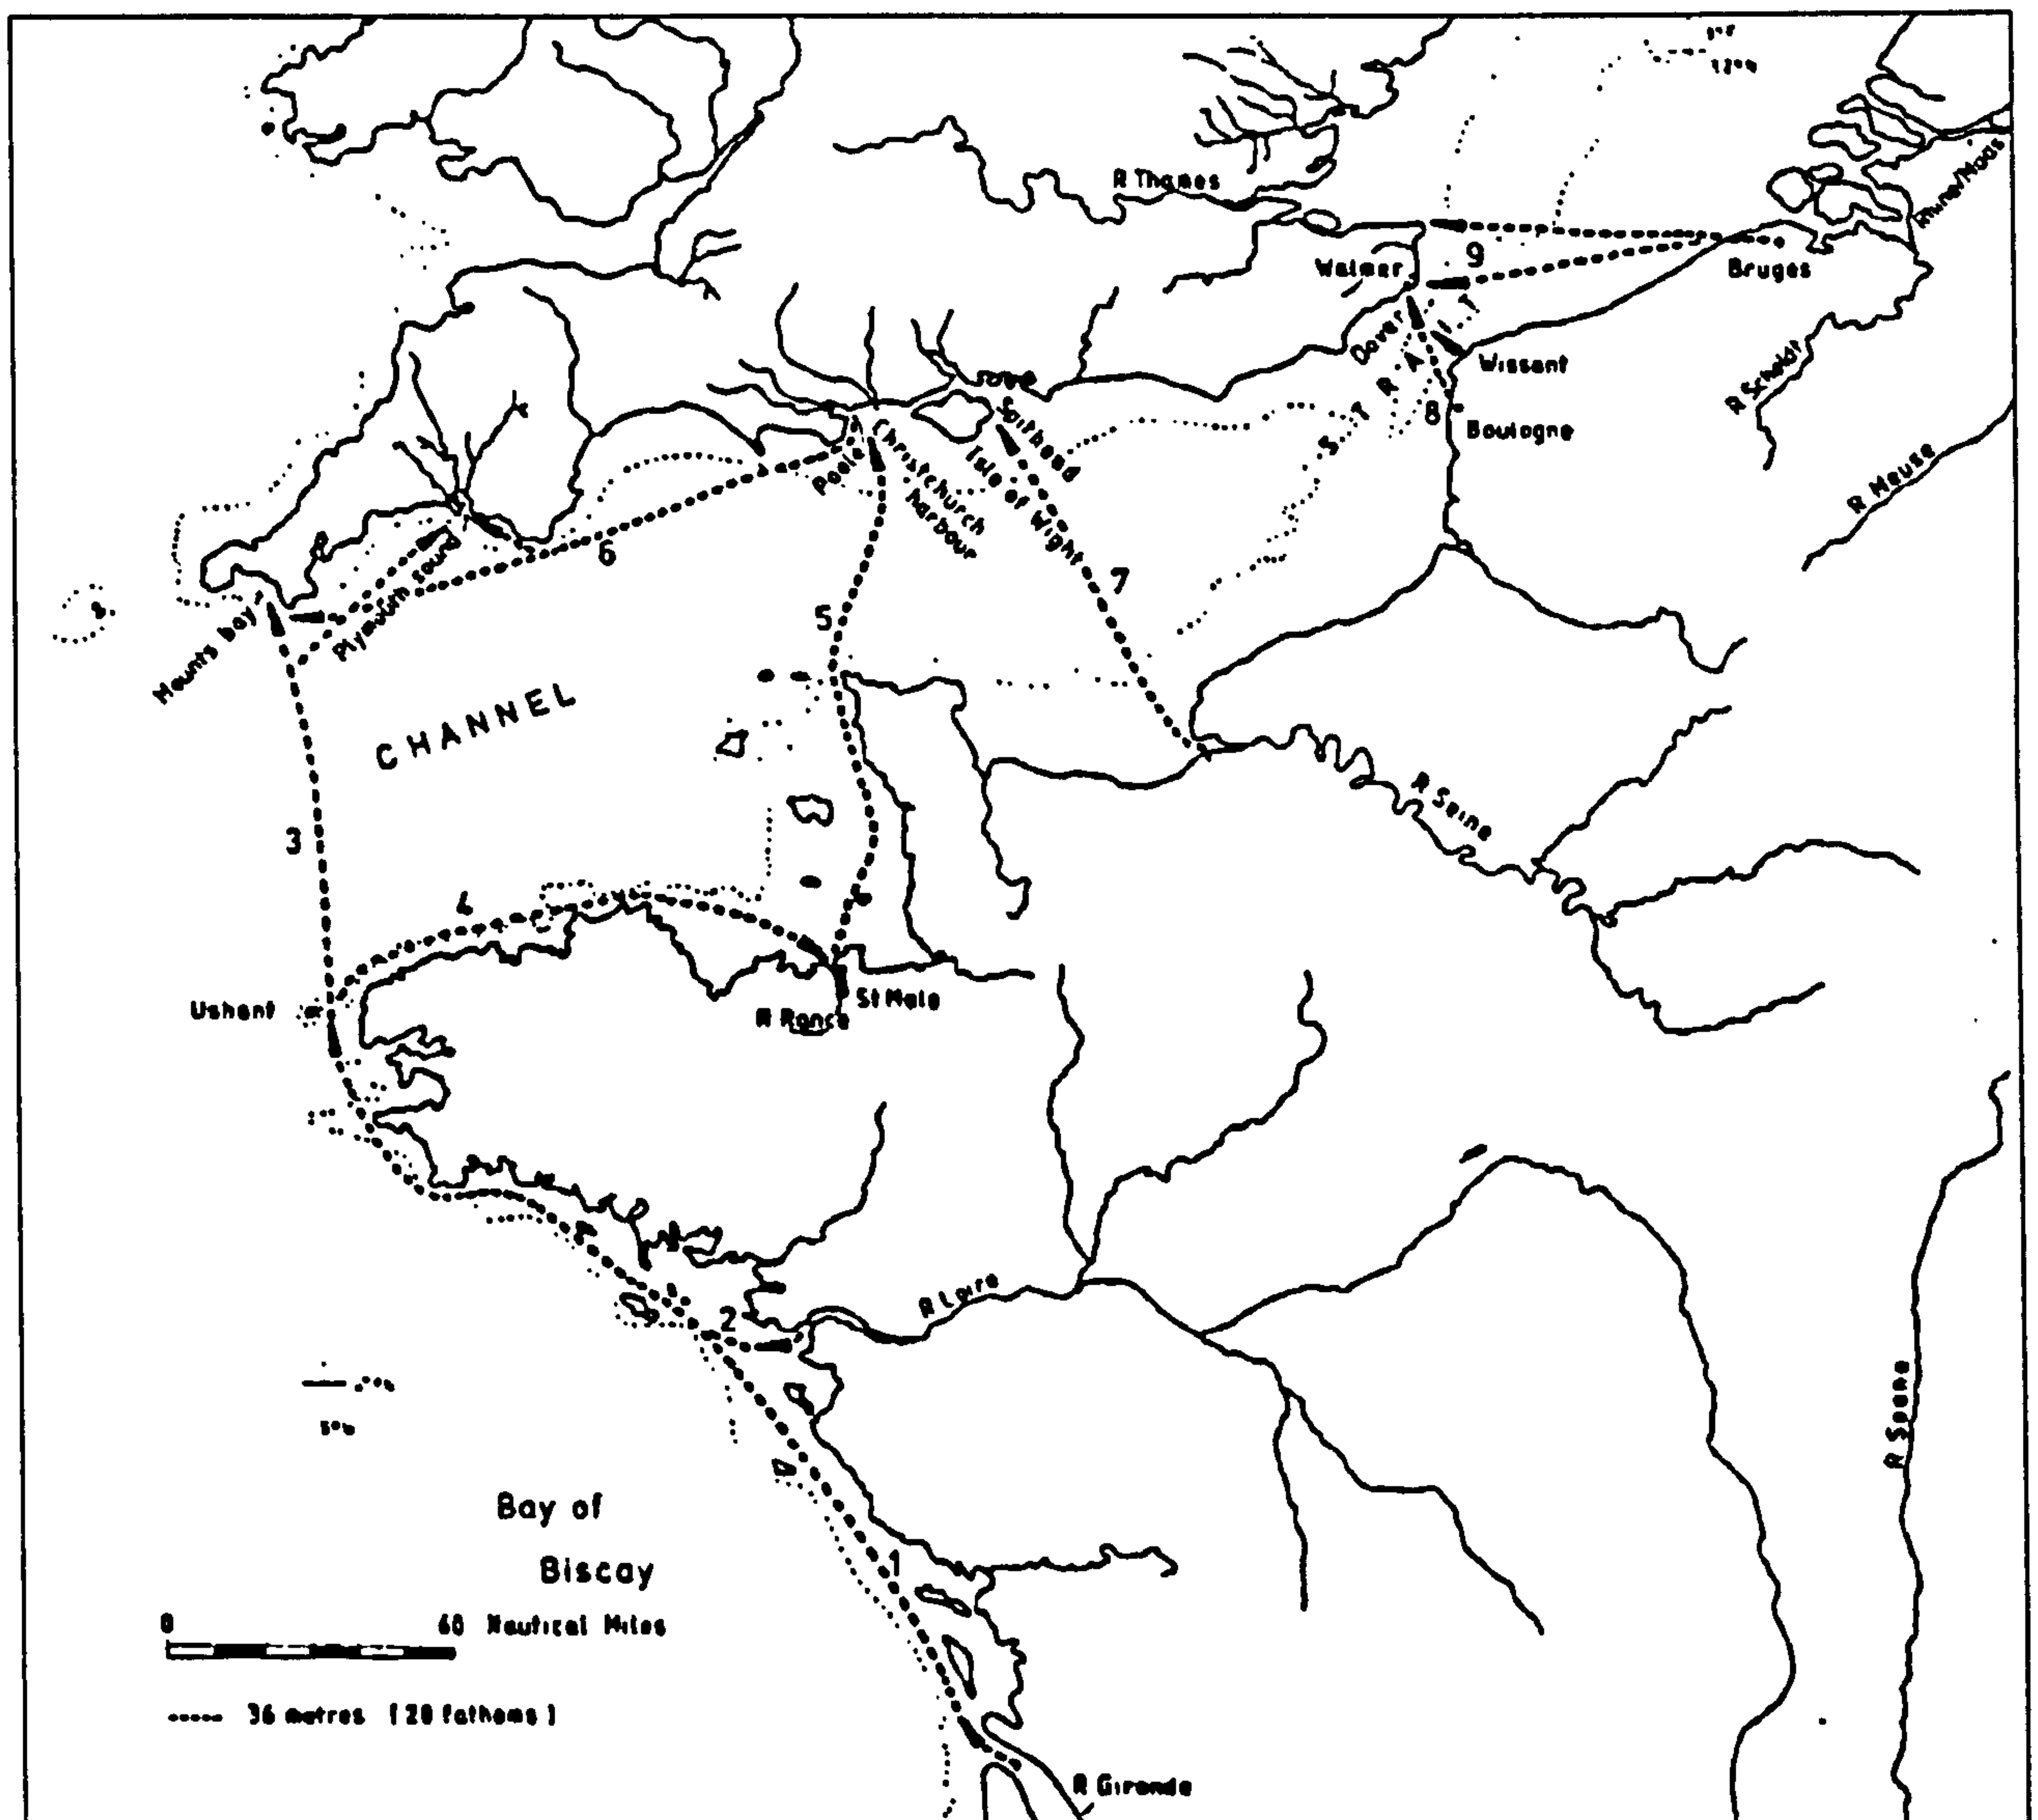 R Thames
Rhine/Maas
9
Walmer
Bruges
Dover
STRAIT
Wissant
R Scheldt
8
Boulogne
Spithead
Isle of Wight
Christchurch
harbour
Poole
R Meuse
6
7
5
Plymouth sound
Mounts bay
CHANNEL
R Seine
3
4
Ushant
St Malo
R Rance
R Loire
2
R Saone
Bay of
Biscay
1
0 60 Nautical Miles
36 metres (20 fathoms)
R Gironde